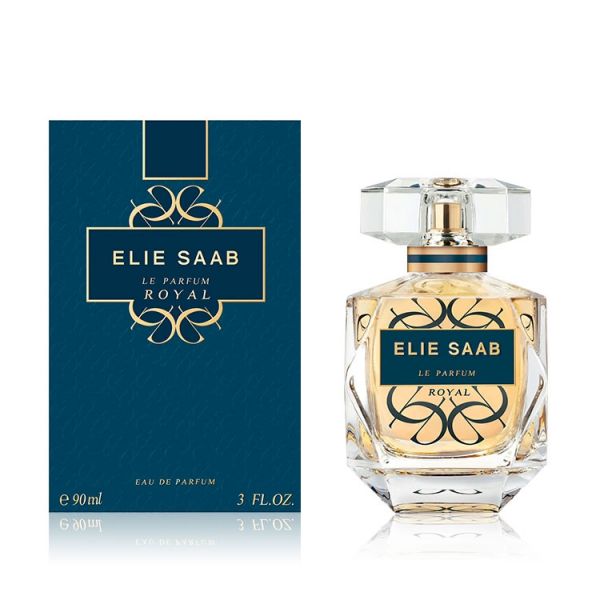 ELIE SAAB
LE PARFUM
ROYAL
EAU DE PARFUM
℮ 90ml 3 FL.OZ.
ELIE SAAB
LE PARFUM
ROYAL